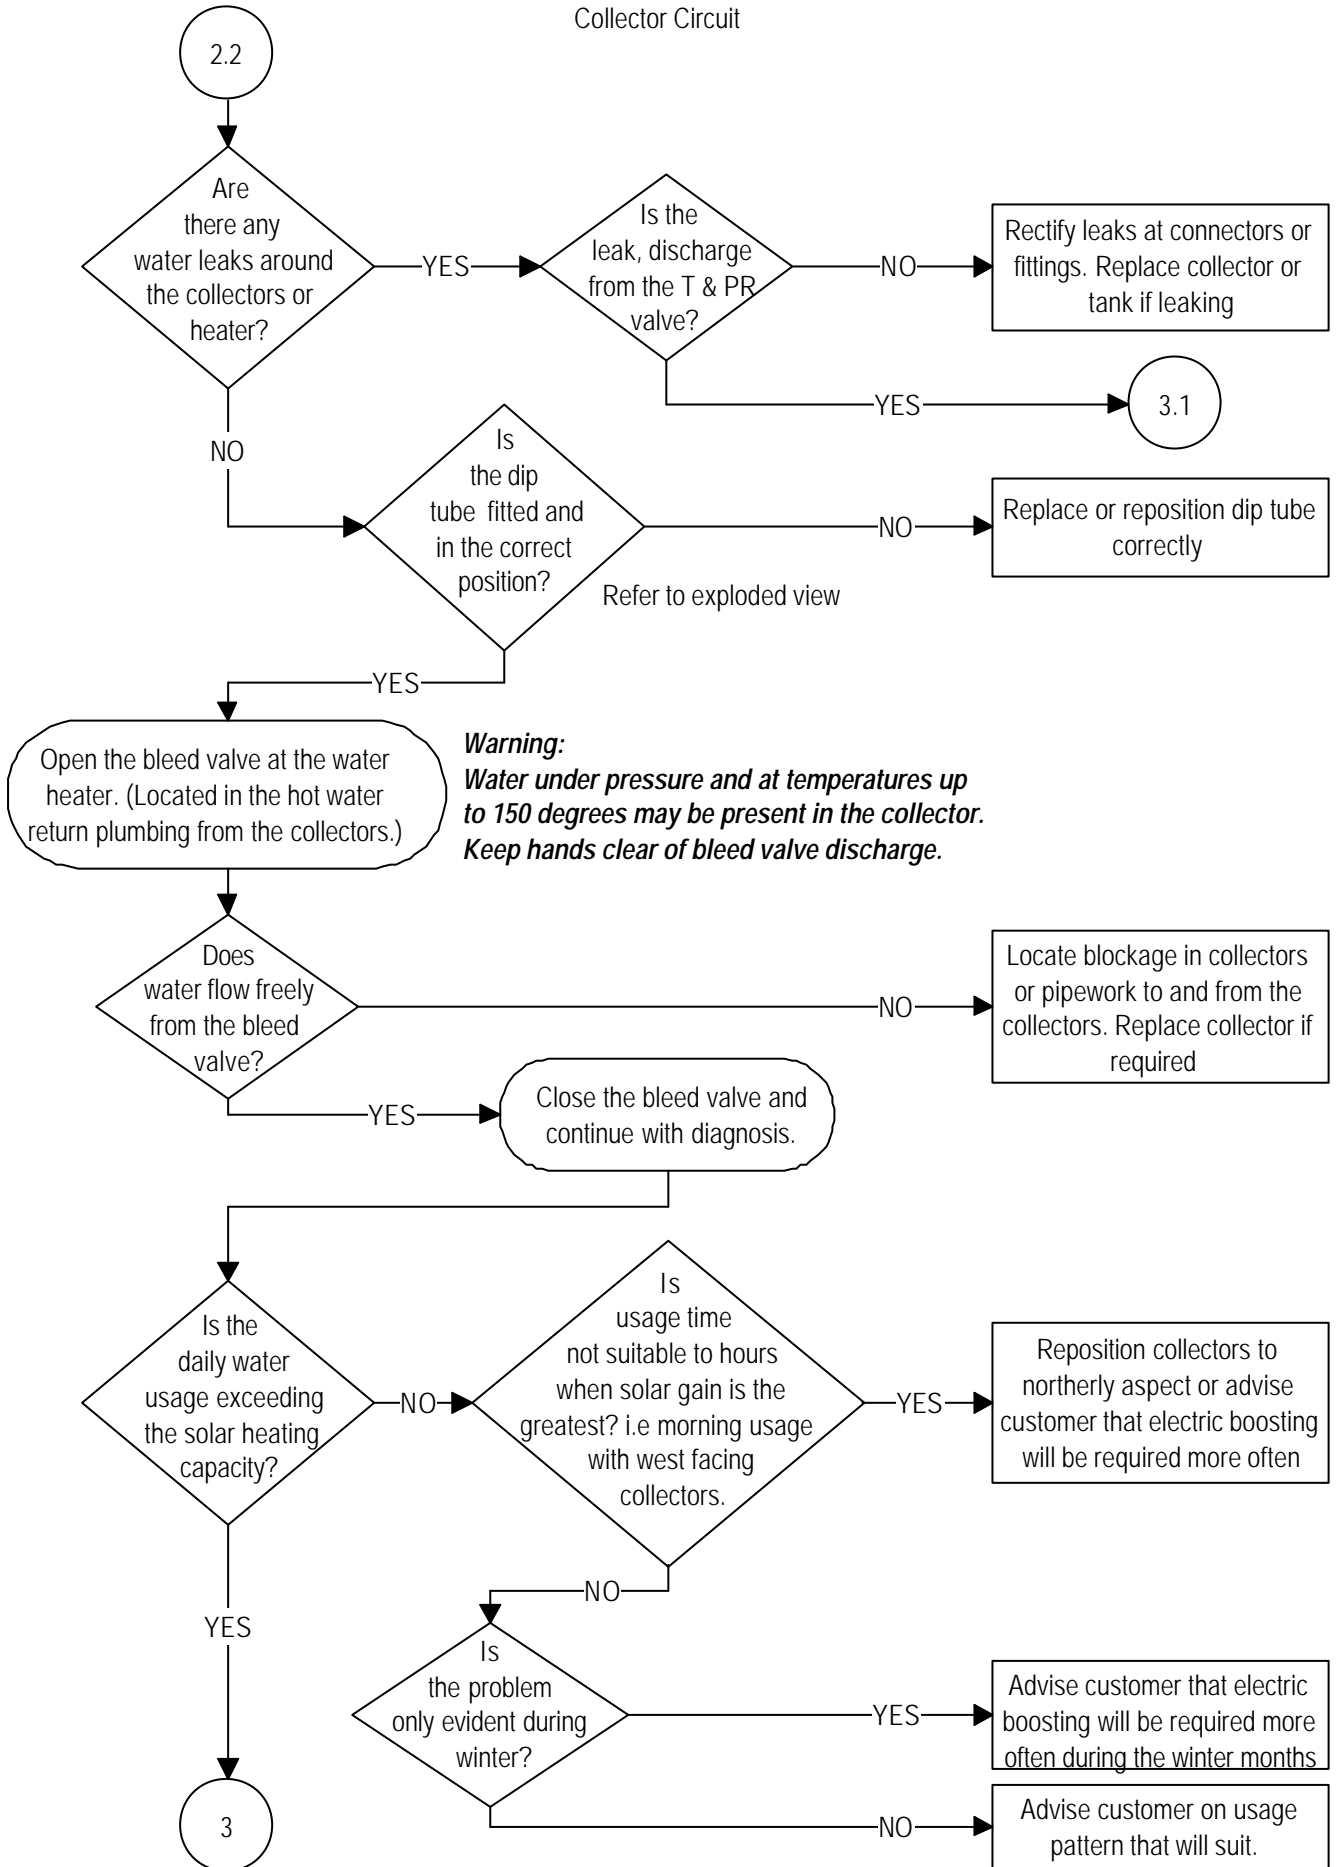 Collector Circuit
2.2
Are
there any
water leaks around
the collectors or
heater?
YES
Is the
leak, discharge
from the T & PR
valve?
NO
Rectify leaks at connectors or
fittings. Replace collector or
tank if leaking
YES
3.1
NO
Is
the dip
tube fitted and
in the correct
position?
NO
Replace or reposition dip tube
correctly
Refer to exploded view
YES
Open the bleed valve at the water
heater. (Located in the hot water
return plumbing from the collectors.)
Warning:
Water under pressure and at temperatures up
to 150 degrees may be present in the collector.
Keep hands clear of bleed valve discharge.
Does
water flow freely
from the bleed
valve?
NO
Locate blockage in collectors
or pipework to and from the
collectors. Replace collector if
required
YES
Close the bleed valve and
continue with diagnosis.
Is the
daily water
usage exceeding
the solar heating
capacity?
NO
Is
usage time
not suitable to hours
when solar gain is the
greatest? i.e morning usage
with west facing
collectors.
YES
Reposition collectors to
northerly aspect or advise
customer that electric boosting
will be required more often
NO
YES
Is
the problem
only evident during
winter?
YES
Advise customer that electric
boosting will be required more
often during the winter months
NO
Advise customer on usage
pattern that will suit.
3